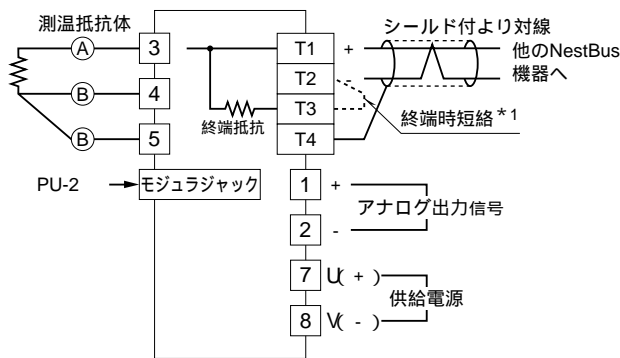 測温抵抗体
シールド付より対線
A 3 T1 + 他のNestBus
機器へ
T2 -
B 4 T3
終端抵抗 終端時短絡*1
B 5 T4
PU-2 モジュラジャック
1 +
アナログ出力信号
2 -
7 U( + )
供給電源
8 V( - )